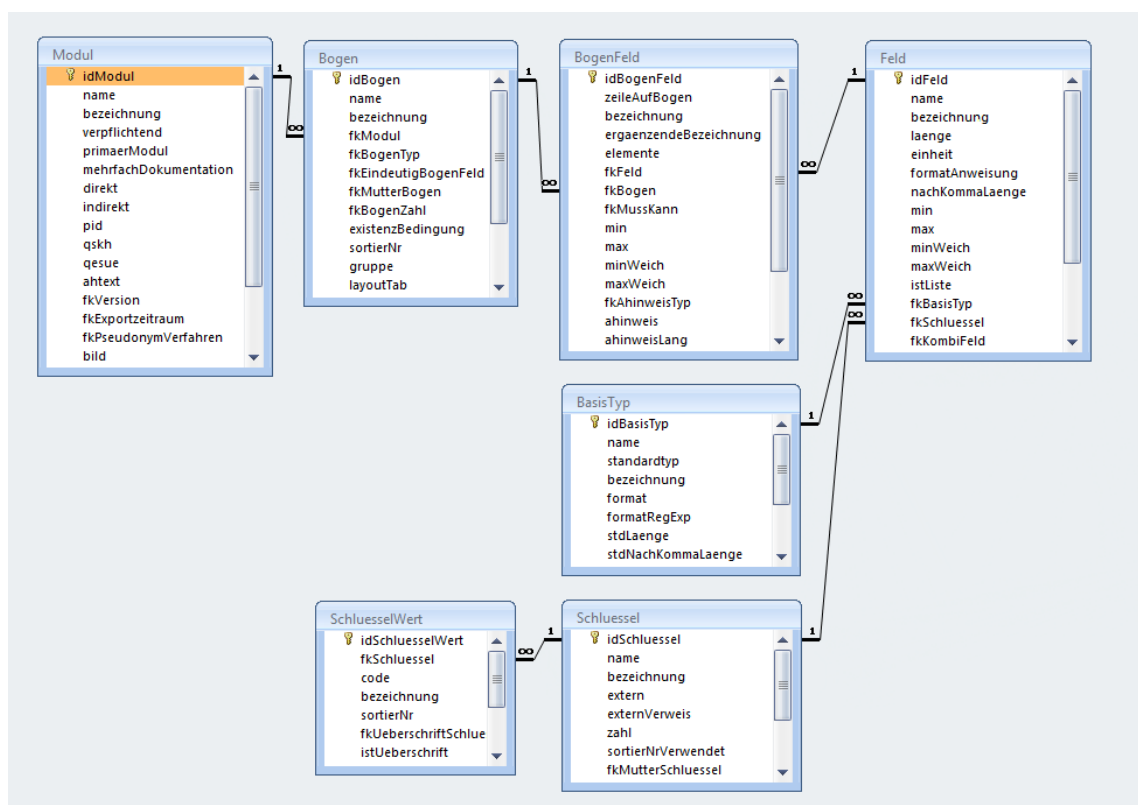 Modul
idModul
name
bezeichnung
verpflichtend
primaerModul
mehrfachDokumentation
direkt
indirekt
pid
qskh
qesue
ahtext
fkVersion
fkExportzeitraum
fkPseudonymVerfahren
bild
1
∞
Bogen
idBogen
name
bezeichnung
fkModul
fkBogenTyp
fkEindeutigBogenFeld
fkMutterBogen
fkBogenZahl
existenzBedingung
sortierNr
gruppe
layoutTab
1
∞
BogenFeld
idBogenFeld
zeileAufBogen
bezeichnung
ergaenzendeBezeichnung
elemente
fkFeld
fkBogen
fkMussKann
min
max
minWeich
maxWeich
fkAhinweisTyp
ahinweis
ahinweisLang
∞
1
Feld
idFeld
name
bezeichnung
laenge
einheit
formatAnweisung
nachKommaLaenge
min
max
minWeich
maxWeich
istListe
fkBasisTyp
fkSchluessel
fkKombiFeld
∞
∞
BasisTyp
idBasisTyp
name
standardtyp
bezeichnung
format
formatRegExp
stdLaenge
stdNachKommaLaenge
1
SchluesselWert
idSchluesselWert
fkSchluessel
code
bezeichnung
sortierNr
fkUeberschriftSchlue
istUeberschrift
∞
1
Schluessel
idSchluessel
name
bezeichnung
extern
externVerweis
zahl
sortierNrVerwendet
fkMutterSchluessel
1